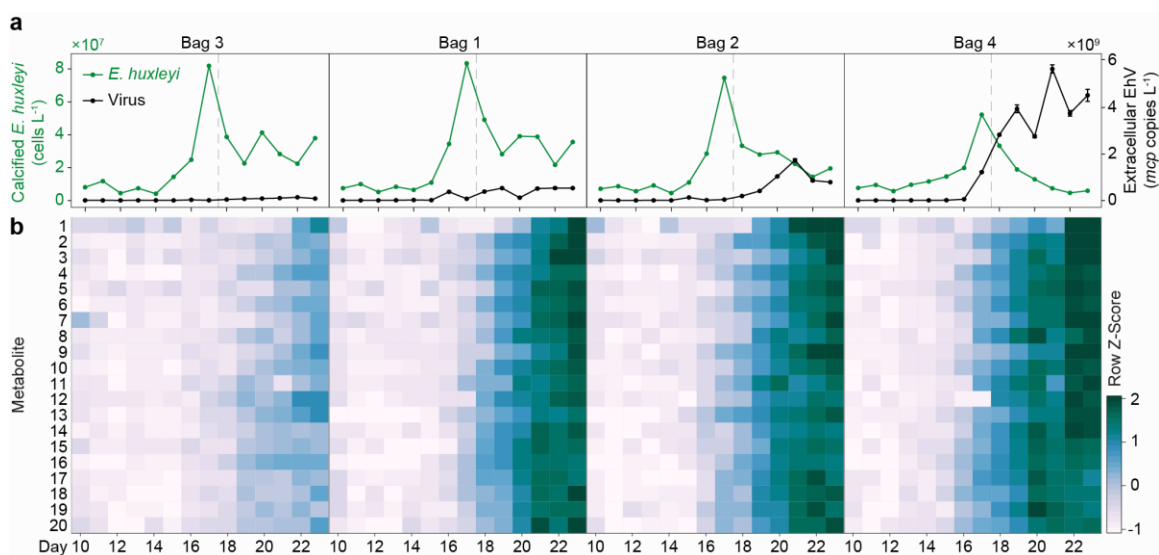 a
Bag 3 Bag 1 Bag 2 Bag 4
×10⁷ ×10⁹
Calcified E. huxleyi
(cells L⁻¹)
8
6
4
2
0
E. huxleyi
Virus
6
4
2
0
Extracellular EhV
(mcp copies L⁻¹)
b
Metabolite
1
2
3
4
5
6
7
8
9
10
11
12
13
14
15
16
17
18
19
20
Row Z-Score
2
1
0
-1
Day 10 12 14 16 18 20 22 10 12 14 16 18 20 22 10 12 14 16 18 20 22 10 12 14 16 18 20 22